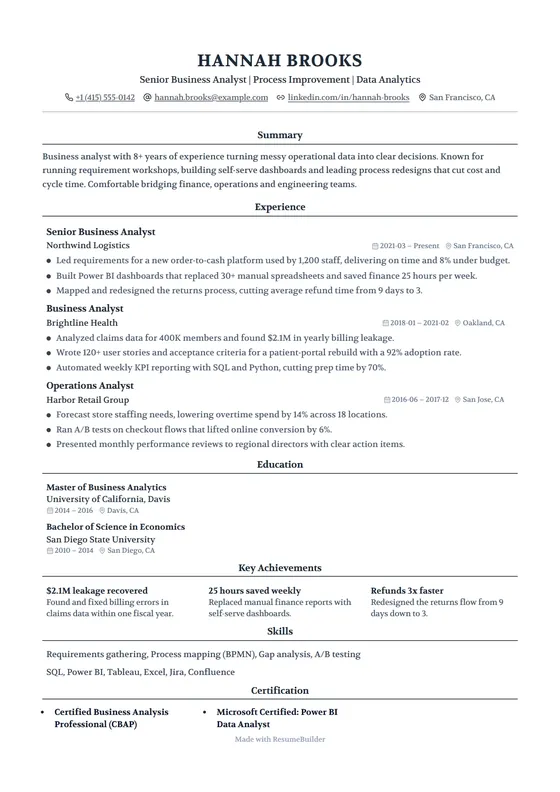 HANNAH BROOKS
Senior Business Analyst | Process Improvement | Data Analytics
+1 (415) 555-0142 hannah.brooks@example.com linkedin.com/in/hannah-brooks San Francisco, CA
Summary
Business analyst with 8+ years of experience turning messy operational data into clear decisions. Known for
running requirement workshops, building self-serve dashboards and leading process redesigns that cut cost and
cycle time. Comfortable bridging finance, operations and engineering teams.
Experience
Senior Business Analyst
Northwind Logistics 2021-03 – Present San Francisco, CA
● Led requirements for a new order-to-cash platform used by 1,200 staff, delivering on time and 8% under budget.
● Built Power BI dashboards that replaced 30+ manual spreadsheets and saved finance 25 hours per week.
● Mapped and redesigned the returns process, cutting average refund time from 9 days to 3.
Business Analyst
Brightline Health 2018-01 – 2021-02 Oakland, CA
● Analyzed claims data for 400K members and found $2.1M in yearly billing leakage.
● Wrote 120+ user stories and acceptance criteria for a patient-portal rebuild with a 92% adoption rate.
● Automated weekly KPI reporting with SQL and Python, cutting prep time by 70%.
Operations Analyst
Harbor Retail Group 2016-06 – 2017-12 San Jose, CA
● Forecast store staffing needs, lowering overtime spend by 14% across 18 locations.
● Ran A/B tests on checkout flows that lifted online conversion by 6%.
● Presented monthly performance reviews to regional directors with clear action items.
Education
Master of Business Analytics
University of California, Davis
2014 – 2016 Davis, CA
Bachelor of Science in Economics
San Diego State University
2010 – 2014 San Diego, CA
Key Achievements
$2.1M leakage recovered
Found and fixed billing errors in
claims data within one fiscal year.
25 hours saved weekly
Replaced manual finance reports with
self-serve dashboards.
Refunds 3x faster
Redesigned the returns flow from 9
days down to 3.
Skills
Requirements gathering, Process mapping (BPMN), Gap analysis, A/B testing
SQL, Power BI, Tableau, Excel, Jira, Confluence
Certification
• Certified Business Analysis
Professional (CBAP)
• Microsoft Certified: Power BI
Data Analyst
Made with ResumeBuilder